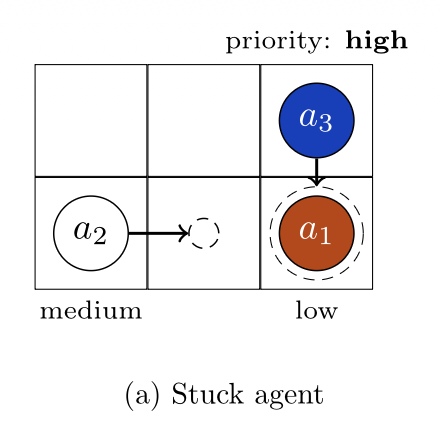 priority: high
a3
a2
a1
medium
low
(a) Stuck agent